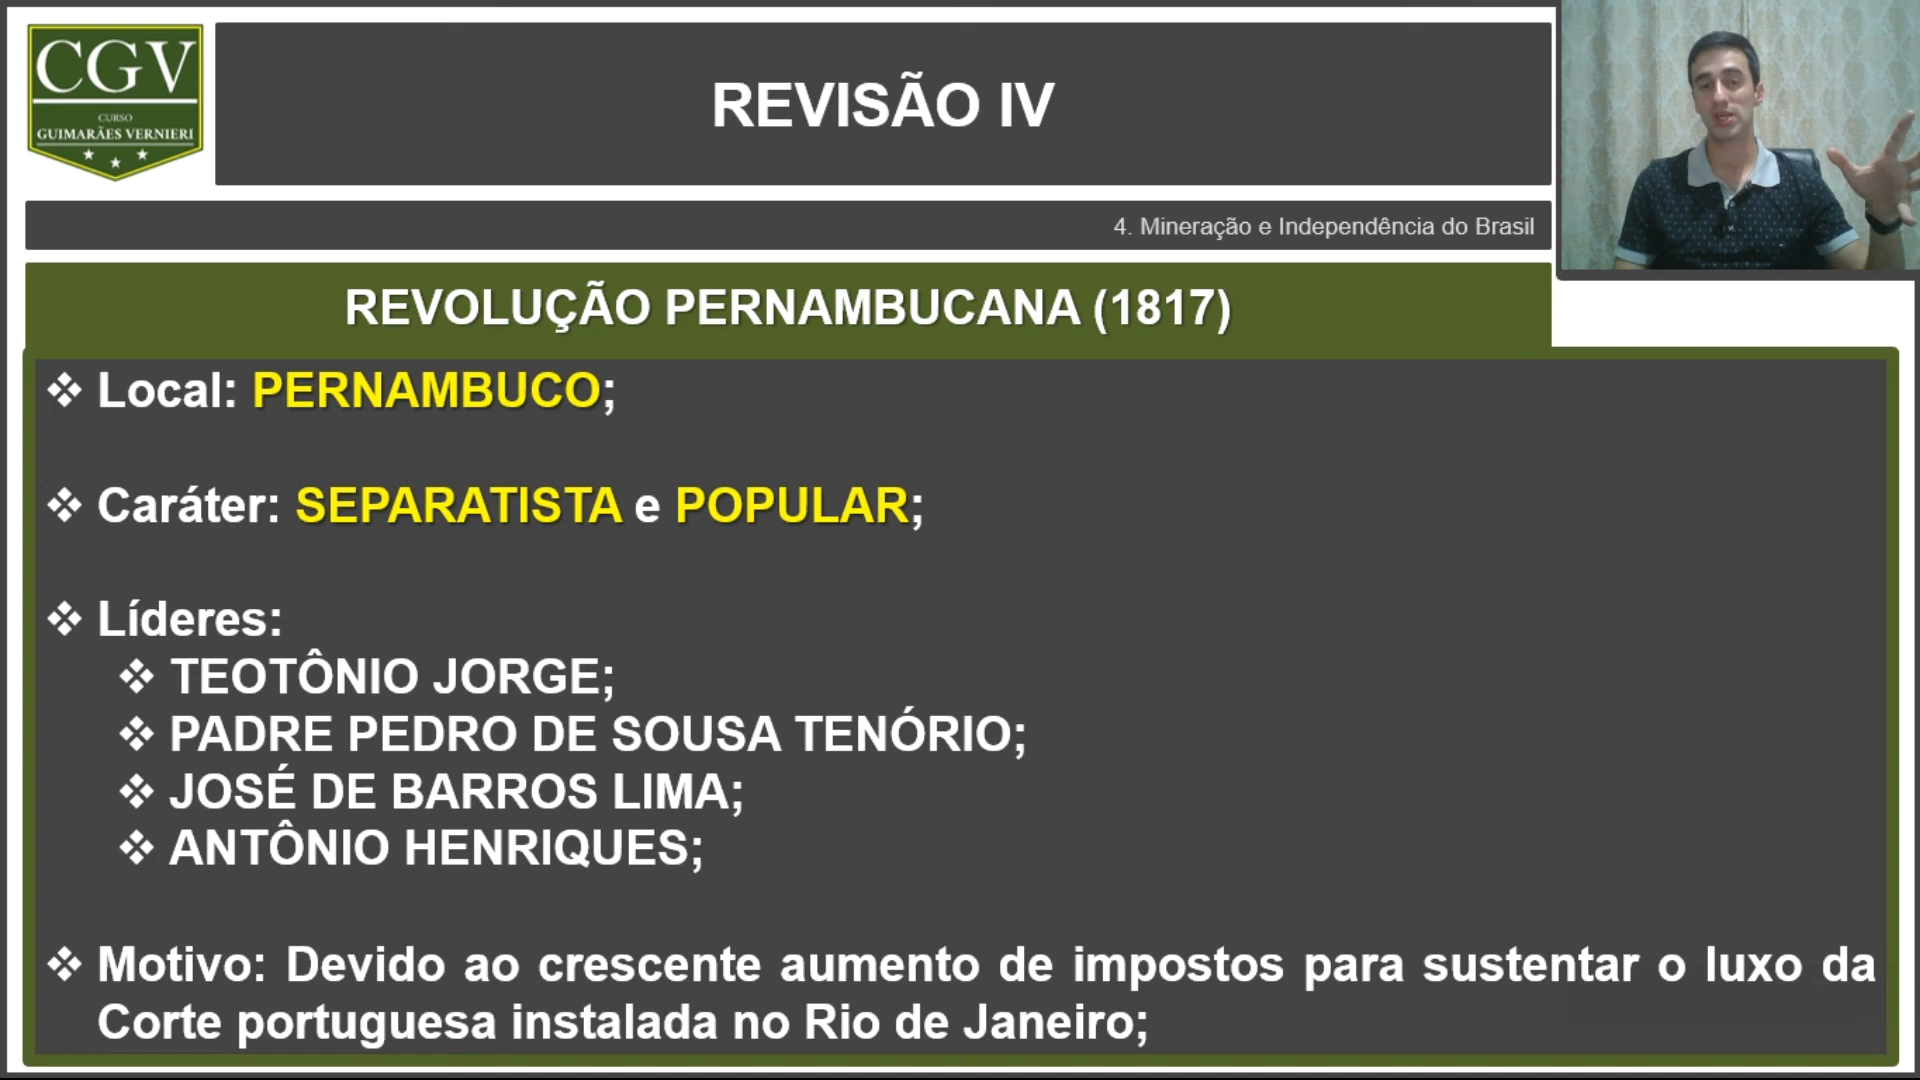 CGV
CURSO
GUIMARÃES VERNIERI
REVISÃO IV
4. Mineração e Independência do Brasil
REVOLUÇÃO PERNAMBUCANA (1817)
❖ Local: PERNAMBUCO;
❖ Caráter: SEPARATISTA e POPULAR;
❖ Líderes:
❖ TEOTÔNIO JORGE;
❖ PADRE PEDRO DE SOUSA TENÓRIO;
❖ JOSÉ DE BARROS LIMA;
❖ ANTÔNIO HENRIQUES;
❖ Motivo: Devido ao crescente aumento de impostos para sustentar o luxo da
Corte portuguesa instalada no Rio de Janeiro;